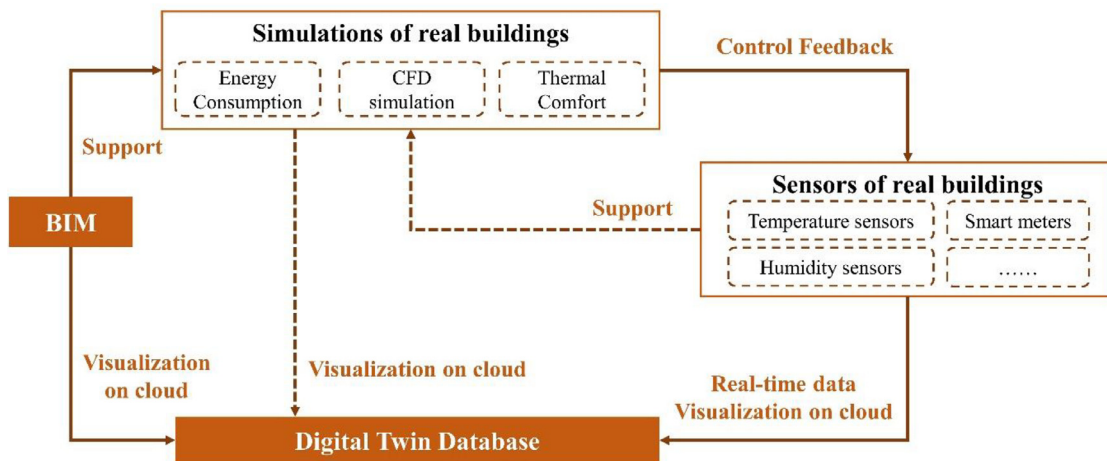 Simulations of real buildings
Energy
Consumption
CFD
simulation
Thermal
Comfort
Control Feedback
Support
BIM
Support
Sensors of real buildings
Temperature sensors
Smart meters
Humidity sensors
……
Visualization
on cloud
Visualization on cloud
Real-time data
Visualization on cloud
Digital Twin Database